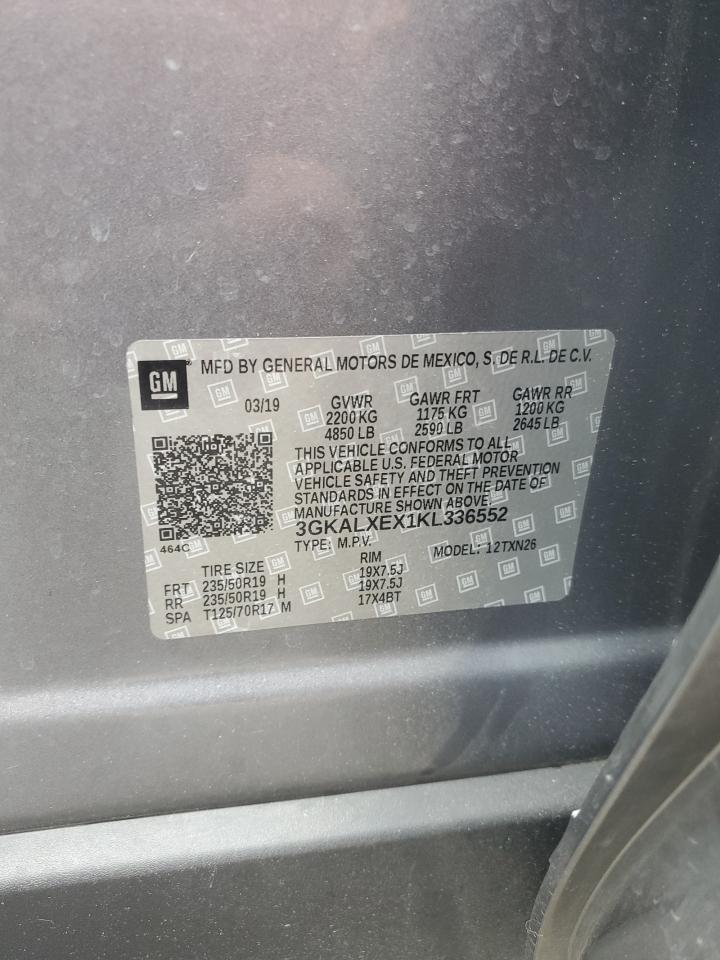 GM MFD BY GENERAL MOTORS DE MEXICO, S. DE R.L. DE C.V.
03/19 GVWR GAWR FRT GAWR RR
2200 KG 1175 KG 1200 KG
4850 LB 2590 LB 2645 LB
THIS VEHICLE CONFORMS TO ALL
APPLICABLE U.S. FEDERAL MOTOR
VEHICLE SAFETY AND THEFT PREVENTION
STANDARDS IN EFFECT ON THE DATE OF
MANUFACTURE SHOWN ABOVE
3GKALXEX1KL336552
464C
TYPE: M.P.V. MODEL: 12TXN26
TIRE SIZE RIM
FRT 235/50R19 H 19X7.5J
RR 235/50R19 H 19X7.5J
SPA T125/70R17 M 17X4BT